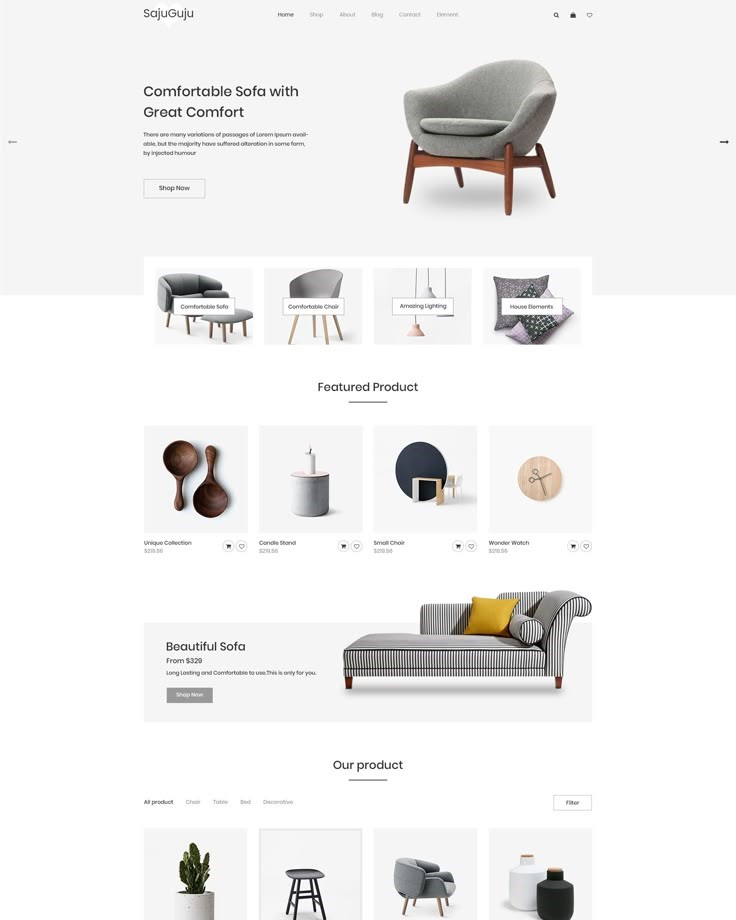 SajuGuju
Home Shop About Blog Contact Element
Comfortable Sofa with
Great Comfort
There are many variations of passages of Lorem Ipsum avail-
able, but the majority have suffered alteration in some form,
by injected humour
Shop Now
Comfortable Sofa
Comfortable Chair
Amazing Lighting
House Elements
Featured Product
Unique Collection
$219.56
Candle Stand
$219.56
Small Chair
$219.56
Wonder Watch
$219.56
Beautiful Sofa
From $329
Long Lasting and Comfortable to use.This is only for you.
Shop Now
Our product
All product Chair Table Bed Decorative
Filter